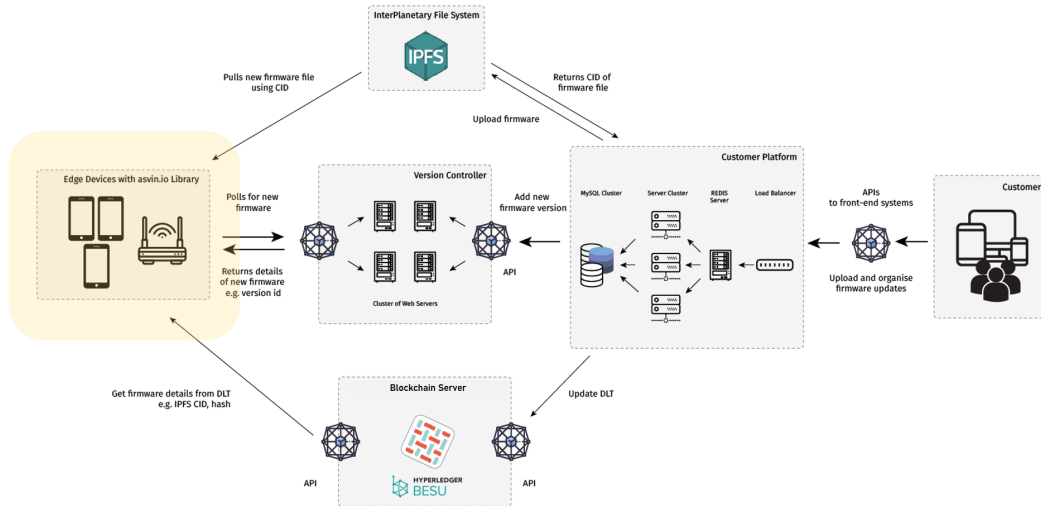 InterPlanetary File System
IPFS
Pulls new firmware file
using CID
Returns CID of
firmware file
Upload firmware
Edge Devices with asvin.io Library
Polls for new
firmware
Returns details
of new firmware
e.g. version id
Version Controller
Cluster of Web Servers
API
Add new
firmware version
Customer Platform
MySQL Cluster
Server Cluster
REDIS
Server
Load Balancer
APIs
to front-end systems
Upload and organise
firmware updates
Customer
Get firmware details from DLT
e.g. IPFS CID, hash
Update DLT
Blockchain Server
API
HYPERLEDGER
BESU
API